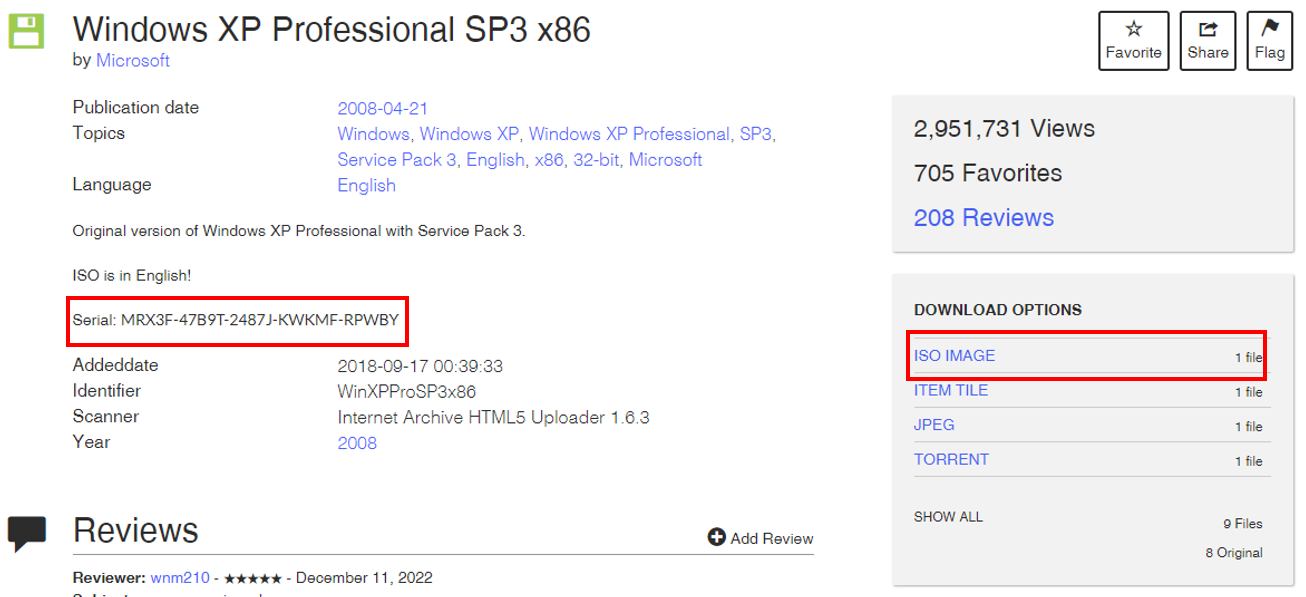 Windows XP Professional SP3 x86
by Microsoft
Favorite
Share
Flag
Publication date 2008-04-21
Topics Windows, Windows XP, Windows XP Professional, SP3,
Service Pack 3, English, x86, 32-bit, Microsoft
Language English
Original version of Windows XP Professional with Service Pack 3.
ISO is in English!
Serial: MRX3F-47B9T-2487J-KWKMF-RPWBY
Addeddate 2018-09-17 00:39:33
Identifier WinXPProSP3x86
Scanner Internet Archive HTML5 Uploader 1.6.3
Year 2008
2,951,731 Views
705 Favorites
208 Reviews
DOWNLOAD OPTIONS
ISO IMAGE 1 file
ITEM TILE 1 file
JPEG 1 file
TORRENT 1 file
SHOW ALL 9 Files
8 Original
Reviews
Add Review
Reviewer: wnm210 - ★★★★★ - December 11, 2022